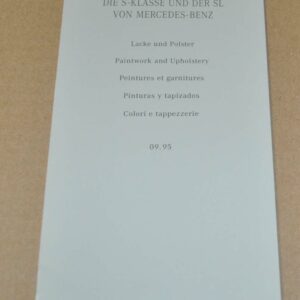 DIE S-KLASSE UND DER SL
VON MERCEDES-BENZ
Lacke und Polster
Paintwork and Upholstery
Peintures et garnitures
Pinturas y tapizados
Colori e tappezzerie
09.95